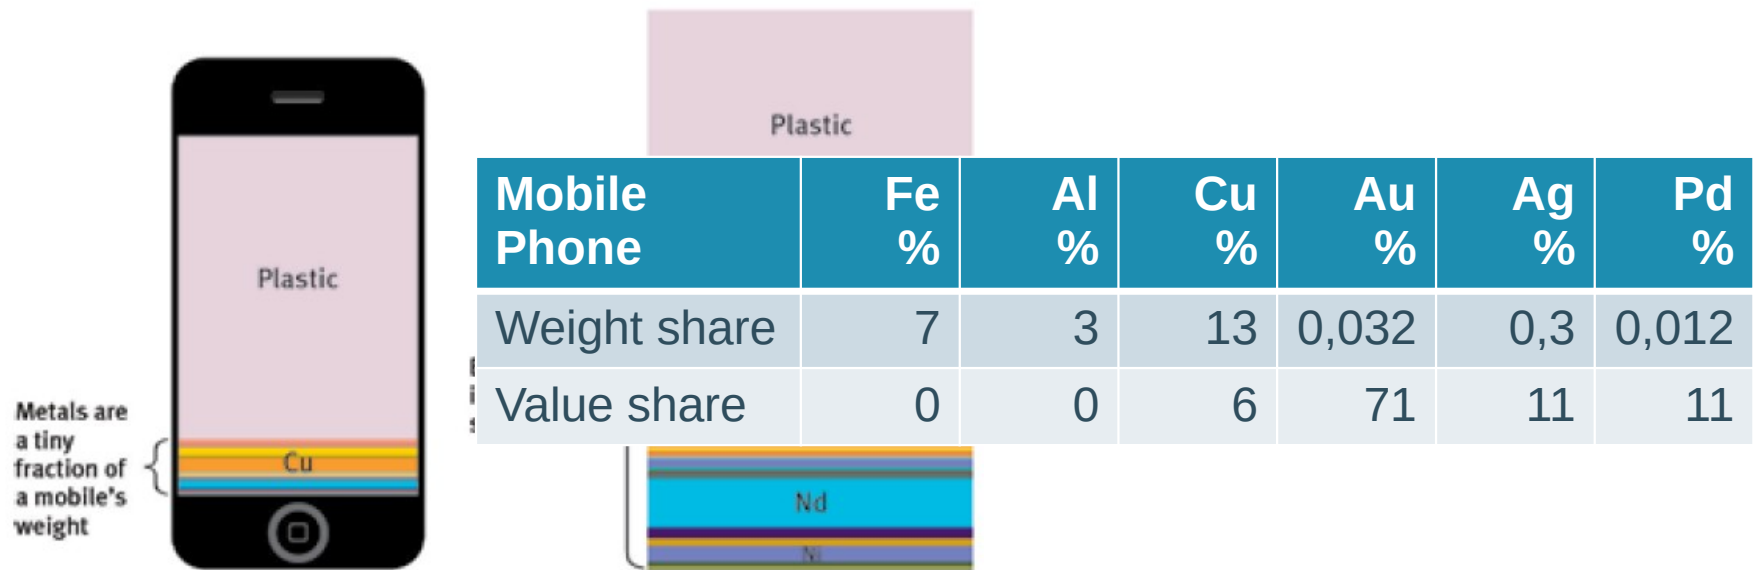 Plastic
Cu
Metals are
a tiny
fraction of
a mobile's
weight
Plastic
Mobile Phone Fe % Al % Cu % Au % Ag % Pd %
Weight share 7 3 13 0,032 0,3 0,012
Value share 0 0 6 71 11 11
Nd
Ni